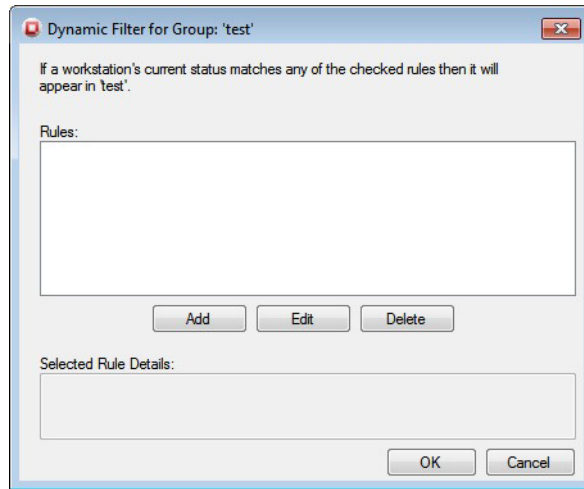 Dynamic Filter for Group: 'test'
If a workstation's current status matches any of the checked rules then it will
appear in 'test'.
Rules:
Add Edit Delete
Selected Rule Details:
OK Cancel